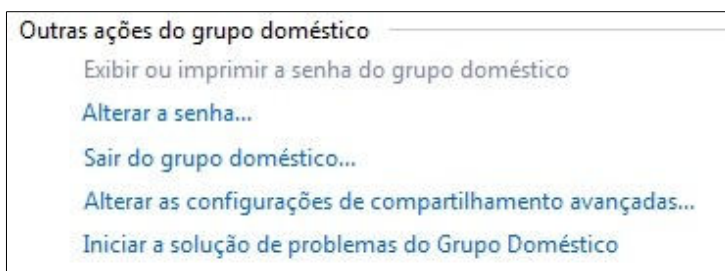 Outras ações do grupo doméstico
Exibir ou imprimir a senha do grupo doméstico
Alterar a senha...
Sair do grupo doméstico...
Alterar as configurações de compartilhamento avançadas...
Iniciar a solução de problemas do Grupo Doméstico